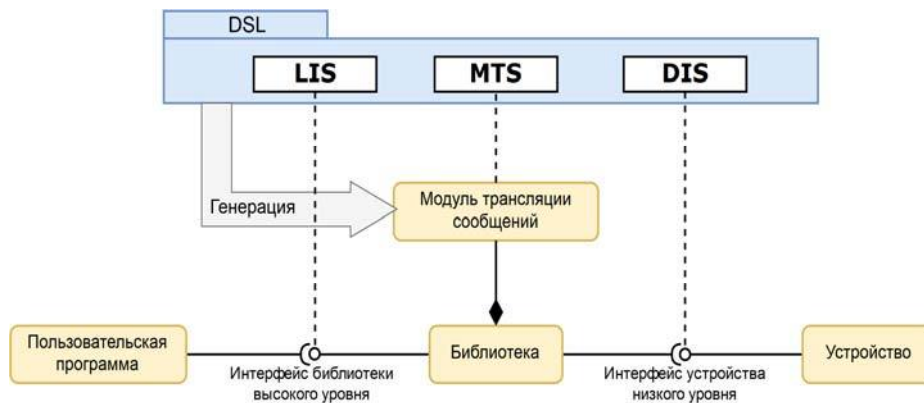 DSL
LIS
MTS
DIS
Генерация
Модуль трансляции
сообщений
Пользовательская
программа
Интерфейс библиотеки
высокого уровня
Библиотека
Интерфейс устройства
низкого уровня
Устройство